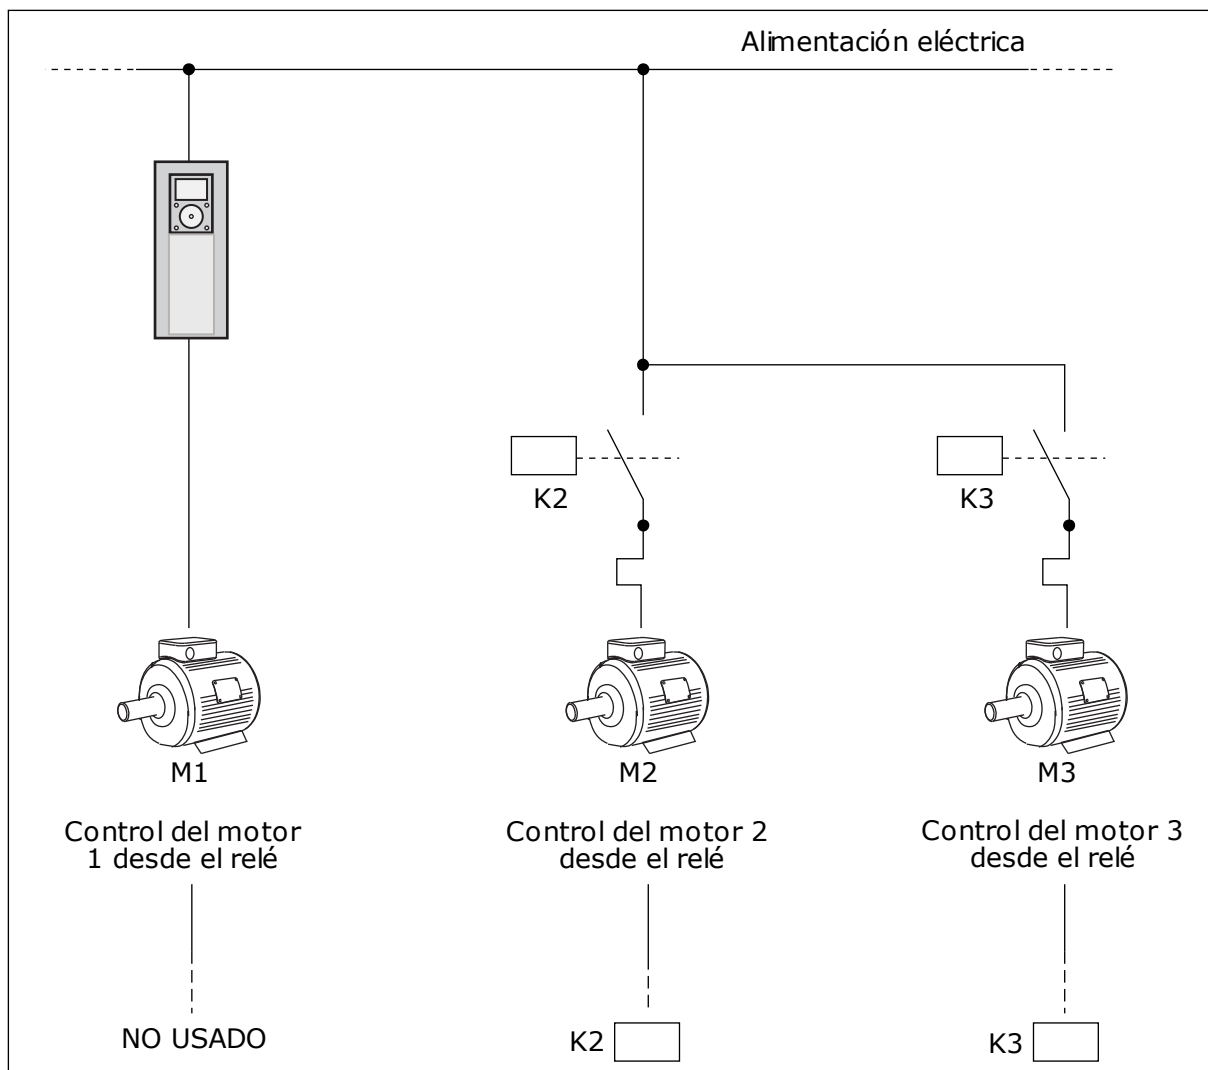 Alimentación eléctrica
K2
K3
M1
M2
M3
Control del motor
1 desde el relé
Control del motor 2
desde el relé
Control del motor 3
desde el relé
NO USADO
K2
K3